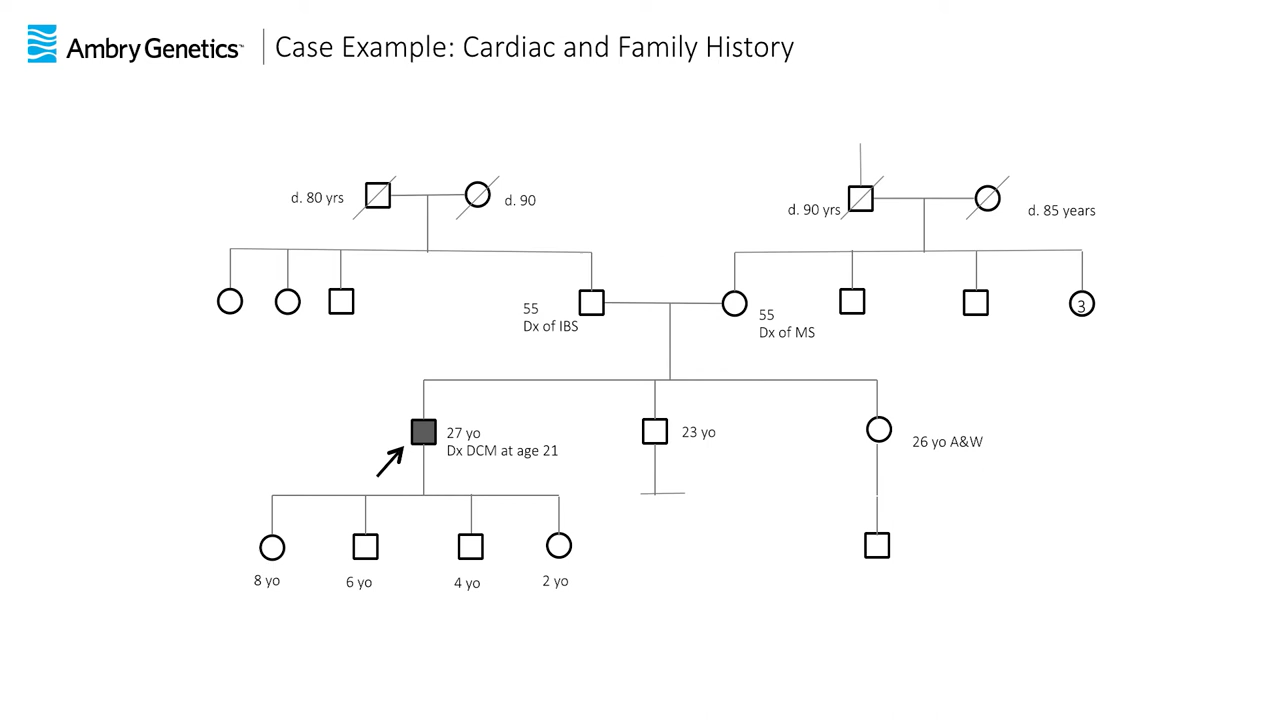 Ambry Genetics™
Case Example: Cardiac and Family History
d. 80 yrs
d. 90
d. 90 yrs
d. 85 years
55
Dx of IBS
55
Dx of MS
3
27 yo
Dx DCM at age 21
23 yo
26 yo A&W
8 yo
6 yo
4 yo
2 yo